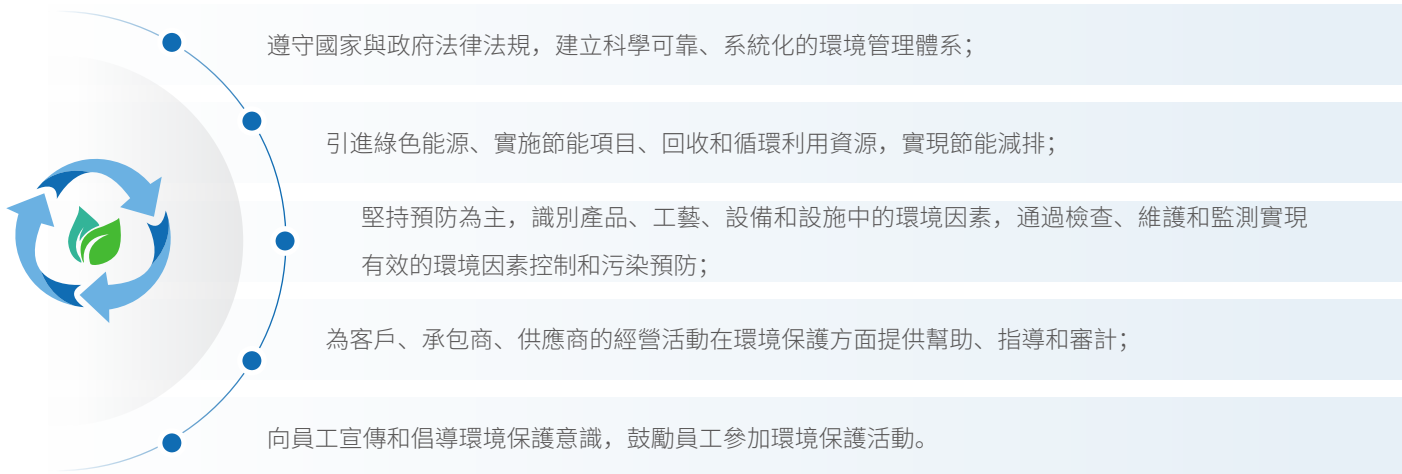 遵守國家與政府法律法規，建立科學可靠、系統化的環境管理體系；
引進綠色能源、實施節能項目、回收和循環利用資源，實現節能減排；
堅持預防為主，識別產品、工藝、設備和設施中的環境因素，通過檢查、維護和監測實現
有效的環境因素控制和污染預防；
為客戶、承包商、供應商的經營活動在環境保護方面提供幫助、指導和審計；
向員工宣傳和倡導環境保護意識，鼓勵員工參加環境保護活動。